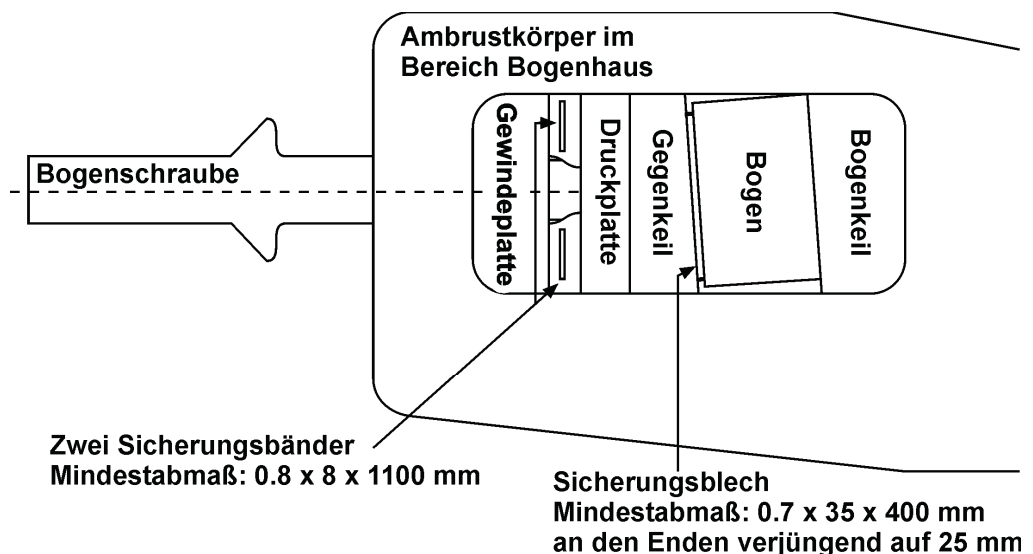 Ambrustkörper im
Bereich Bogenhaus
Bogenschraube
Gewindeplatte
Druckplatte
Gegenkeil
Bogen
Bogenkeil
Zwei Sicherungsbänder
Mindestabmaß: 0.8 x 8 x 1100 mm
Sicherungsblech
Mindestabmaß: 0.7 x 35 x 400 mm
an den Enden verjüngend auf 25 mm